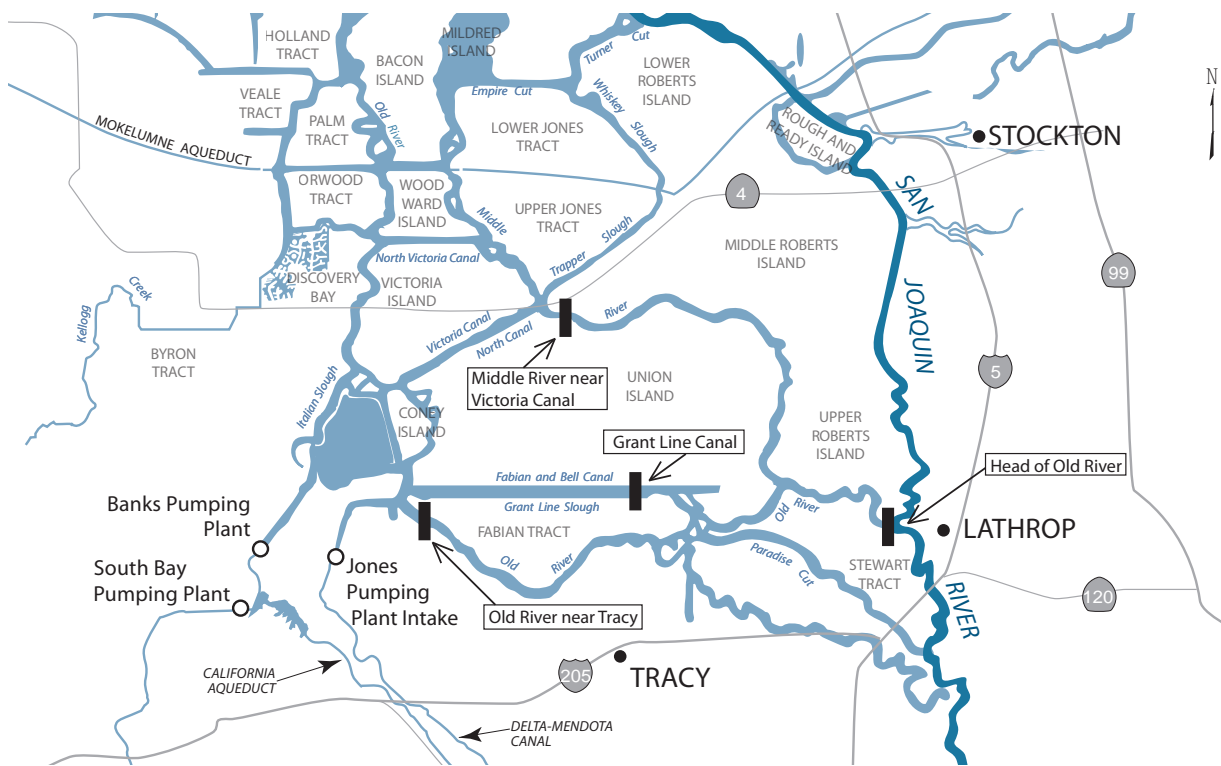 HOLLAND
TRACT
MILDRED
ISLAND
Turner Cut
N
BACON
ISLAND
LOWER
ROBERTS
ISLAND
VEALE
TRACT
Empire Cut
Whiskey Slough
PALM
TRACT
Old River
LOWER JONES
TRACT
ROUGH AND
READY ISLAND
STOCKTON
MOKELUMNE AQUEDUCT
ORWOOD
TRACT
WOOD
WARD
ISLAND
4
SAN
Middle
UPPER JONES
TRACT
Trapper Slough
MIDDLE ROBERTS
ISLAND
North Victoria Canal
DISCOVERY
BAY
VICTORIA
ISLAND
99
Kellogg Creek
JOAQUIN
River
Victoria Canal
North Canal
BYRON
TRACT
Middle River near
Victoria Canal
UNION
ISLAND
5
Italian Slough
CONEY
ISLAND
UPPER
ROBERTS
ISLAND
Grant Line Canal
Head of Old River
Fabian and Bell Canal
Grant Line Slough
Old River
Banks Pumping
Plant
FABIAN TRACT
LATHROP
Old River
Paradise Cut
STEWART
TRACT
South Bay
Pumping Plant
Jones
Pumping
Plant Intake
Old River near Tracy
120
RIVER
CALIFORNIA
AQUEDUCT
205
TRACY
DELTA-MENDOTA
CANAL